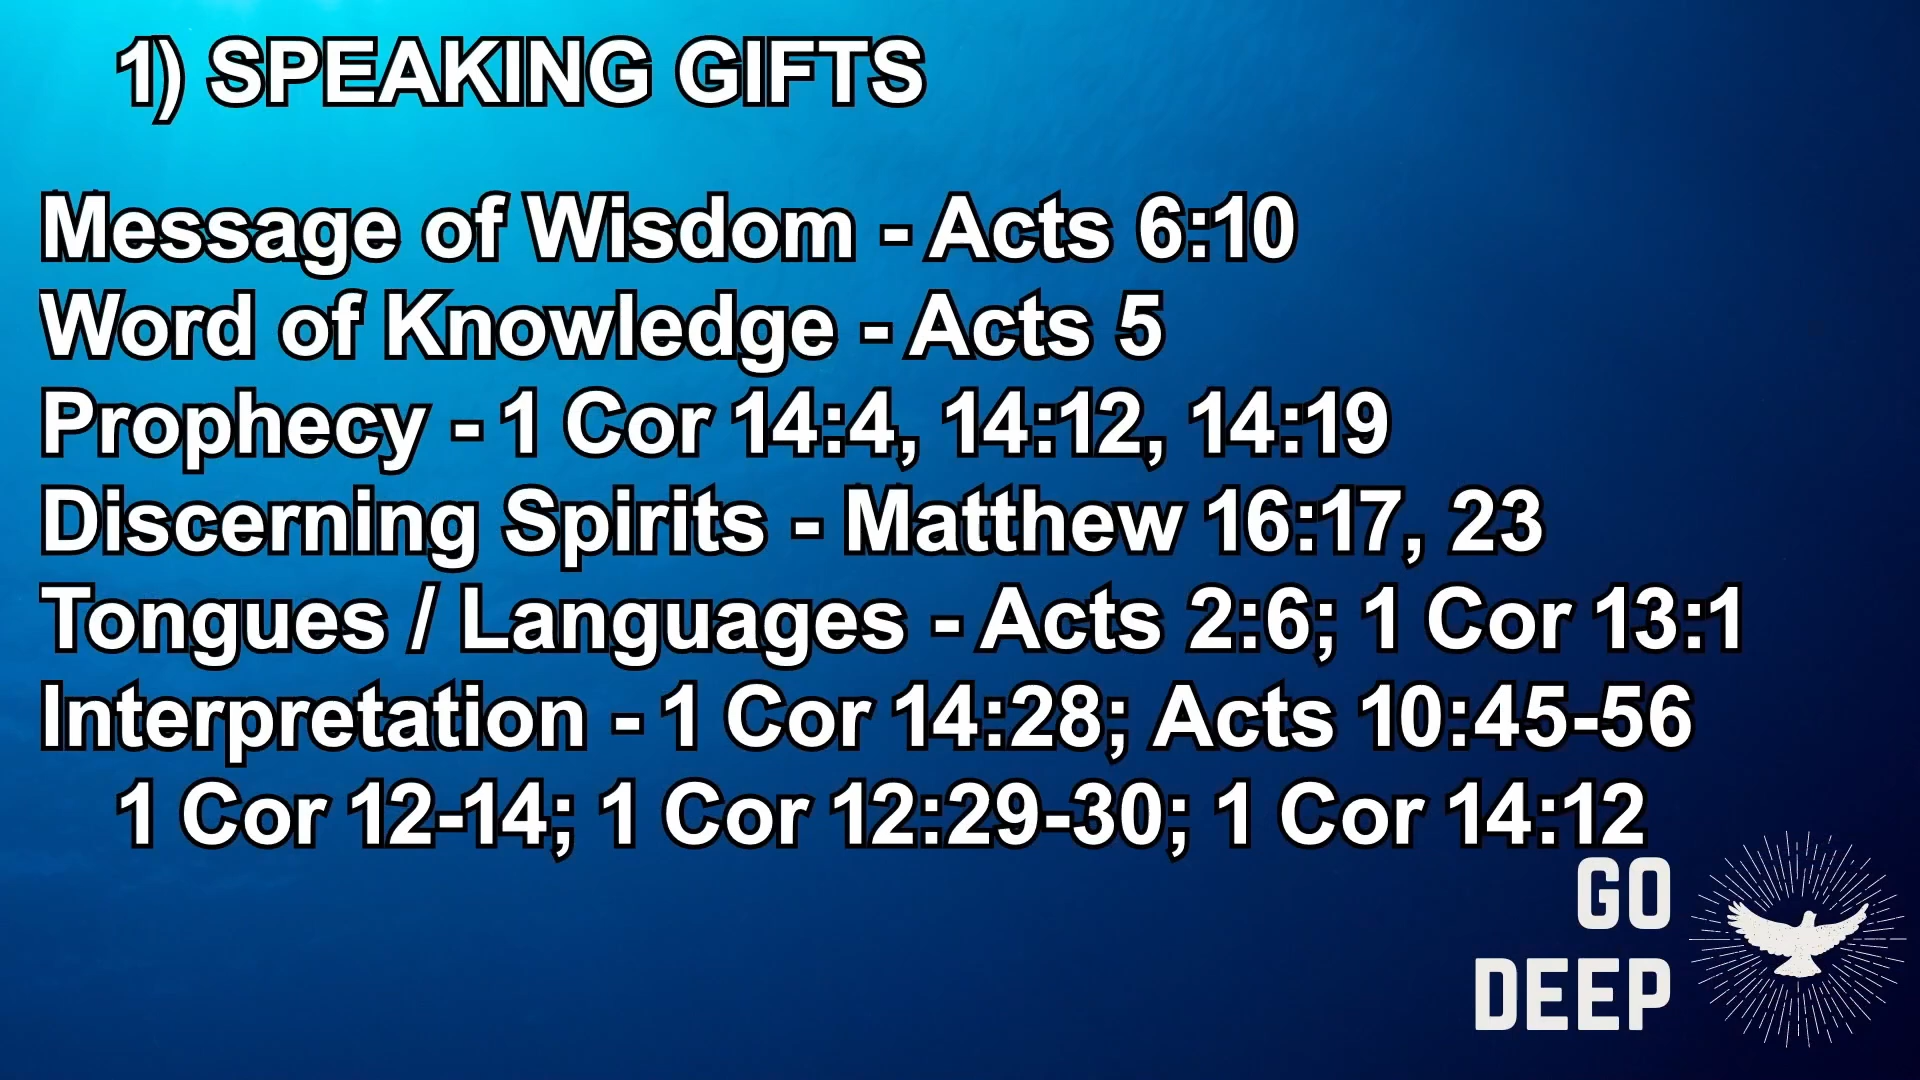 1) SPEAKING GIFTS
Message of Wisdom - Acts 6:10
Word of Knowledge - Acts 5
Prophecy - 1 Cor 14:4, 14:12, 14:19
Discerning Spirits - Matthew 16:17, 23
Tongues / Languages - Acts 2:6; 1 Cor 13:1
Interpretation - 1 Cor 14:28; Acts 10:45-56
1 Cor 12-14; 1 Cor 12:29-30; 1 Cor 14:12
GO
DEEP